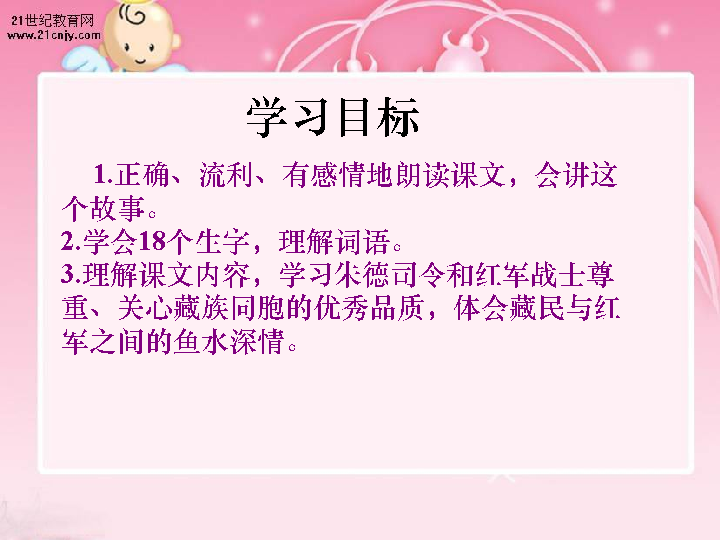 21世纪教育网
www.21cnjy.com
学习目标
1.正确、流利、有感情地朗读课文，会讲这
个故事。
2.学会18个生字，理解词语。
3.理解课文内容，学习朱德司令和红军战士尊
重、关心藏族同胞的优秀品质，体会藏民与红
军之间的鱼水深情。